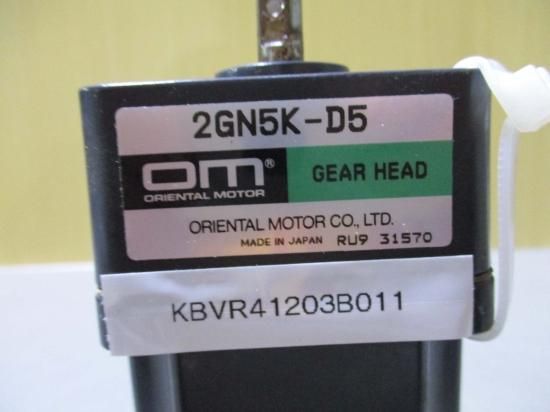 2GN5K-D5
OM®
ORIENTAL MOTOR
GEAR HEAD
ORIENTAL MOTOR CO., LTD.
MADE IN JAPAN RU9 31570
KBVR41203B011